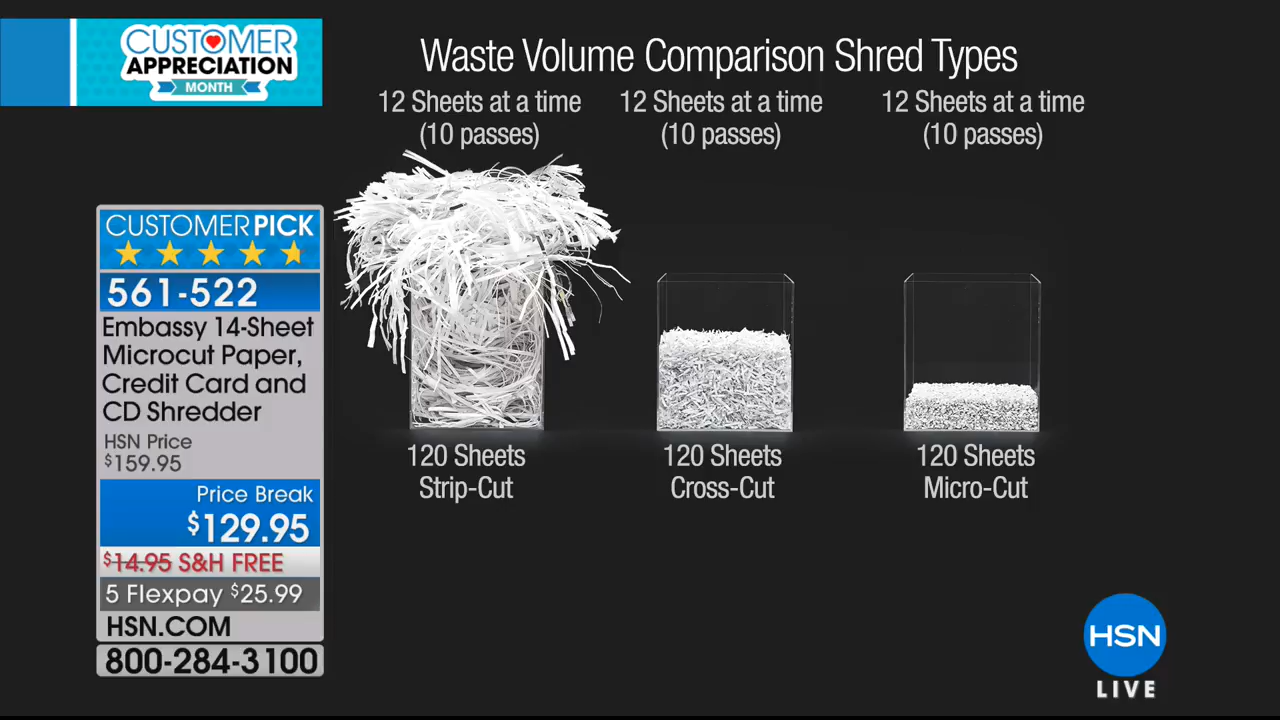 CUSTOMER
APPRECIATION
MONTH
Waste Volume Comparison Shred Types
12 Sheets at a time
(10 passes)
12 Sheets at a time
(10 passes)
12 Sheets at a time
(10 passes)
120 Sheets
Strip-Cut
120 Sheets
Cross-Cut
120 Sheets
Micro-Cut
CUSTOMER PICK
561-522
Embassy 14-Sheet
Microcut Paper,
Credit Card and
CD Shredder
HSN Price
$159.95
Price Break
$129.95
$14.95 S&H FREE
5 Flexpay $25.99
HSN.COM
800-284-3100
HSN
LIVE